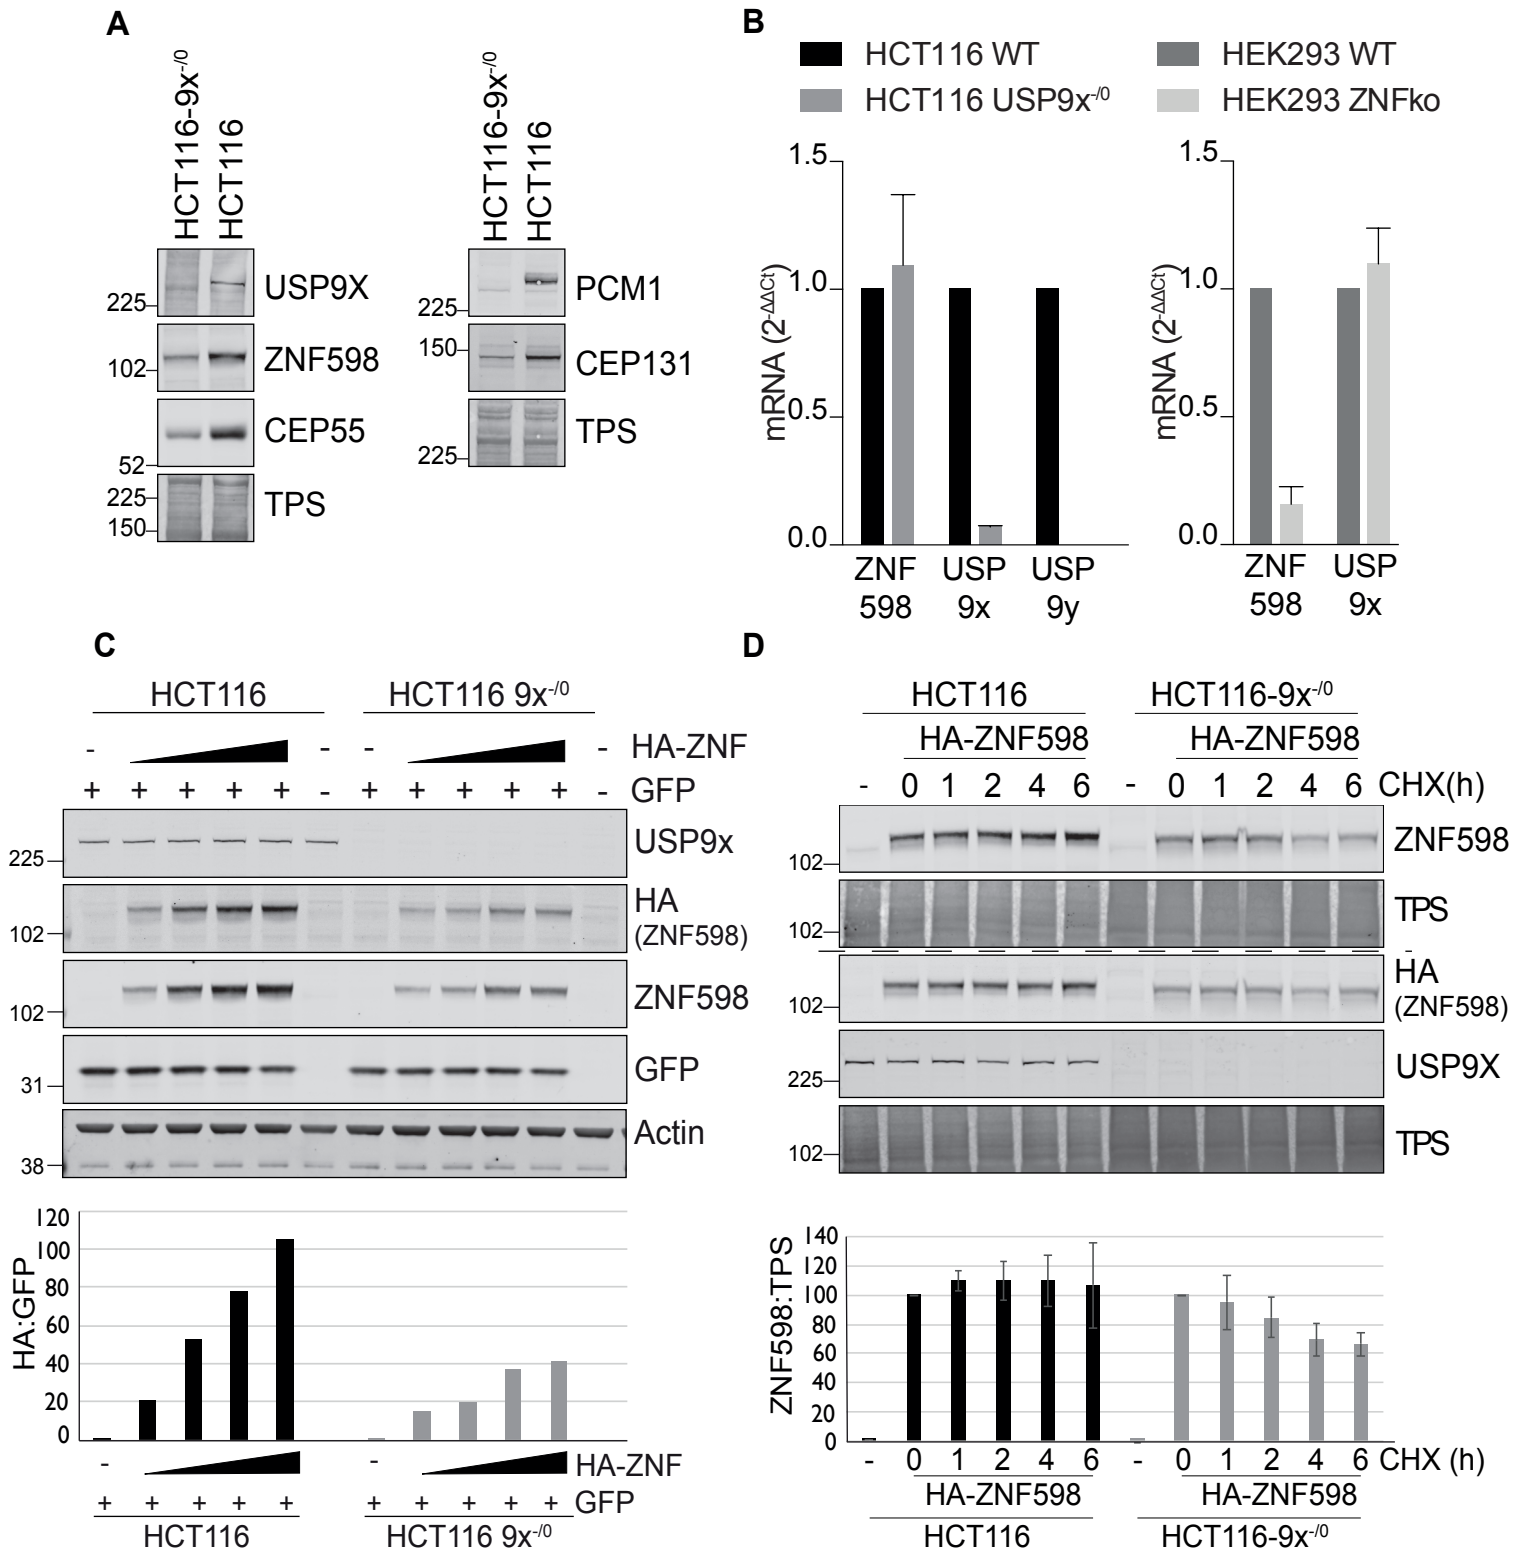 A
HCT116-9x-/0
HCT116
USP9X
225
ZNF598
102
CEP55
52
225
TPS
150
HCT116-9x-/0
HCT116
PCM1
225
150
CEP131
TPS
225
B
HCT116 WT
HCT116 USP9x-/0
HEK293 WT
HEK293 ZNFko
mRNA (2-ΔΔCt)
1.5
1.0
0.5
0.0
ZNF 598
USP 9x
USP 9y
mRNA (2-ΔΔCt)
1.5
1.0
0.5
0.0
ZNF 598
USP 9x
C
HCT116 HCT116 9x-/0
- - - - HA-ZNF
+ + + + + - + + + + + - GFP
USP9x
225
HA
(ZNF598)
102
ZNF598
102
GFP
31
Actin
38
HA:GFP
120
100
80
60
40
20
0
- - HA-ZNF
+ + + + + + + + + + GFP
HCT116 HCT116 9x-/0
D
HCT116 HCT116-9x-/0
HA-ZNF598 HA-ZNF598
- 0 1 2 4 6 - 0 1 2 4 6 CHX(h)
ZNF598
102
TPS
102
HA
(ZNF598)
102
USP9X
225
TPS
102
ZNF598:TPS
140
120
100
80
60
40
20
0
- 0 1 2 4 6 - 0 1 2 4 6 CHX (h)
HA-ZNF598 HA-ZNF598
HCT116 HCT116-9x-/0